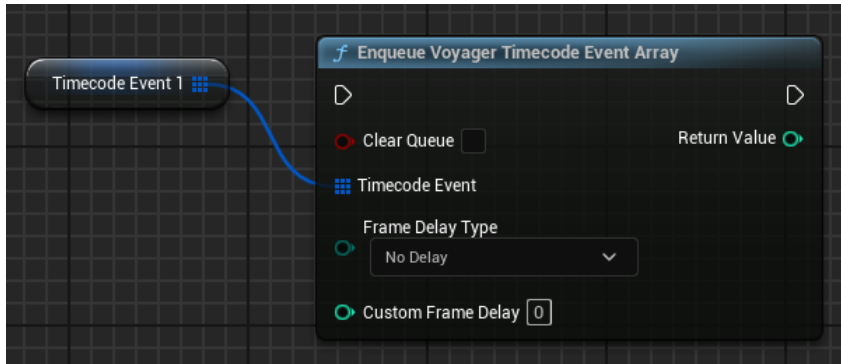 Timecode Event 1
Enqueue Voyager Timecode Event Array
Clear Queue
Return Value
Timecode Event
Frame Delay Type
No Delay
Custom Frame Delay 0